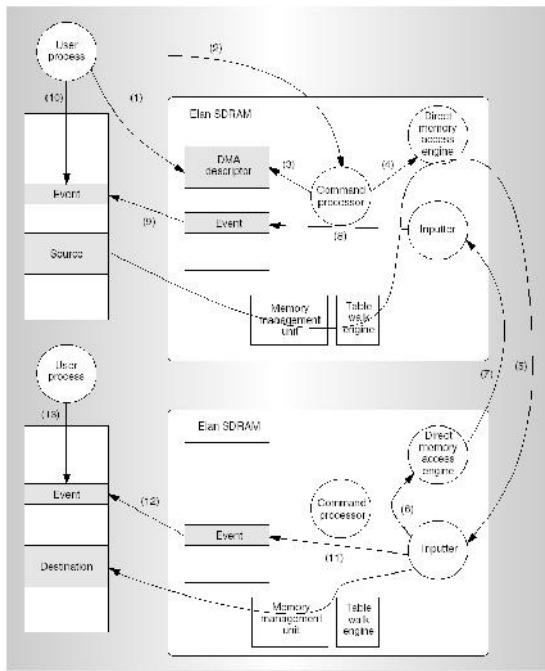 User
process
(2)
(10)
(1)
Elan SDRAM
Direct
memory
access
engine
DMA
descriptor
(3)
(4)
Command
processor
Event
(9)
Event
(8)
Inputter
Source
Memory
management
unit
Table
walk
engine
(7)
(5)
User
process
(13)
Elan SDRAM
Direct
memory
access
engine
Event
(12)
Command
processor
(6)
Event
(11)
Inputter
Destination
Memory
management
unit
Table
walk
engine